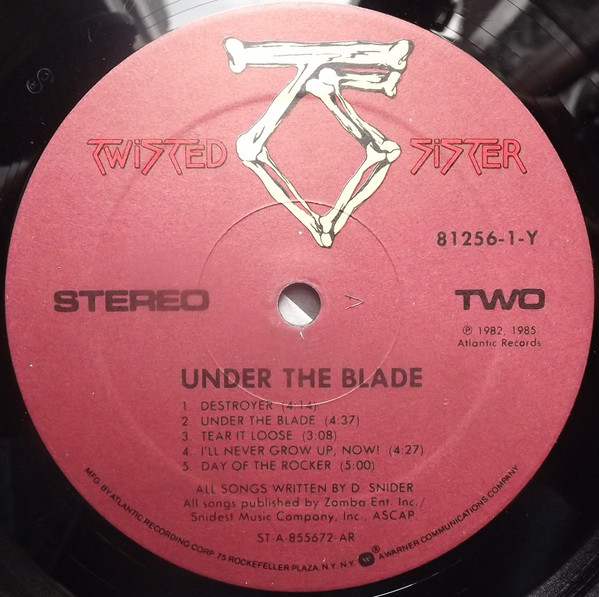 TWISTED SISTER
81256-1-Y
STEREO
TWO
℗ 1982, 1985
Atlantic Records
UNDER THE BLADE
1. DESTROYER (4:14)
2. UNDER THE BLADE (4:37)
3. TEAR IT LOOSE (3:08)
4. I'LL NEVER GROW UP, NOW! (4:27)
5. DAY OF THE ROCKER (5:00)
ALL SONGS WRITTEN BY D. SNIDER
All songs published by Zomba Ent. Inc./
Snidest Music Company, Inc., ASCAP.
ST-A-855672-AR
MFG. BY ATLANTIC RECORDING CORP. 75 ROCKEFELLER PLAZA, N.Y. N.Y. W ® A WARNER COMMUNICATIONS COMPANY